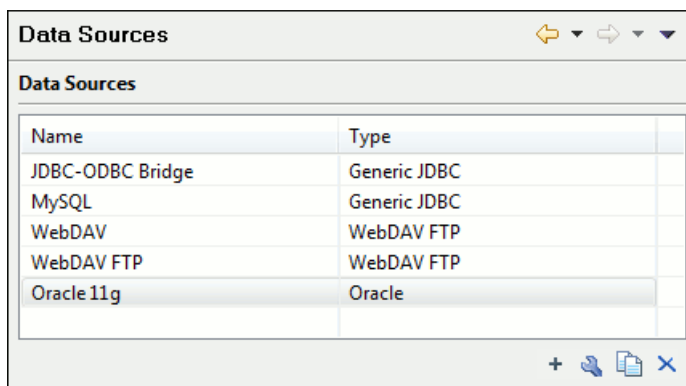 Data Sources
Data Sources
Name Type
JDBC-ODBC Bridge Generic JDBC
MySQL Generic JDBC
WebDAV WebDAV FTP
WebDAV FTP WebDAV FTP
Oracle 11g Oracle